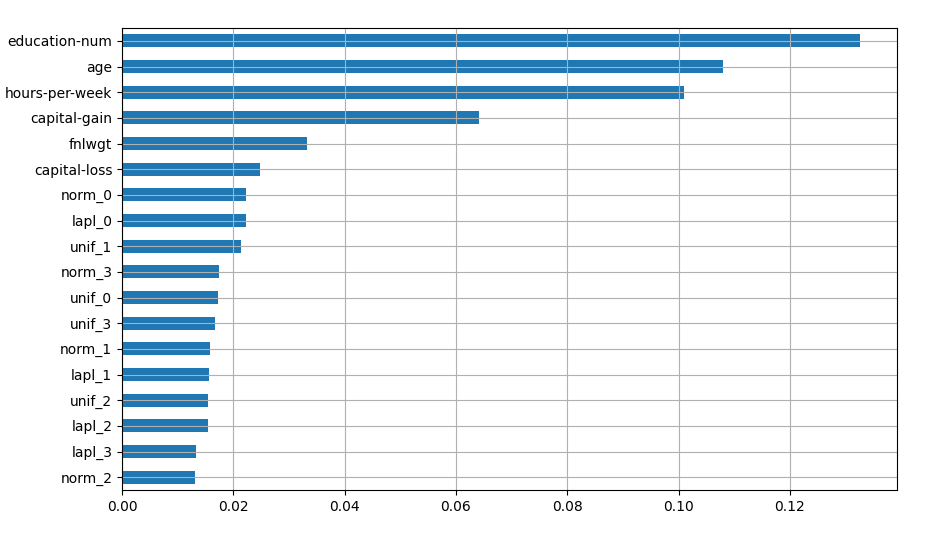 education-num
age
hours-per-week
capital-gain
fnlwgt
capital-loss
norm_0
lapl_0
unif_1
norm_3
unif_0
unif_3
norm_1
lapl_1
unif_2
lapl_2
lapl_3
norm_2
0.00 0.02 0.04 0.06 0.08 0.10 0.12